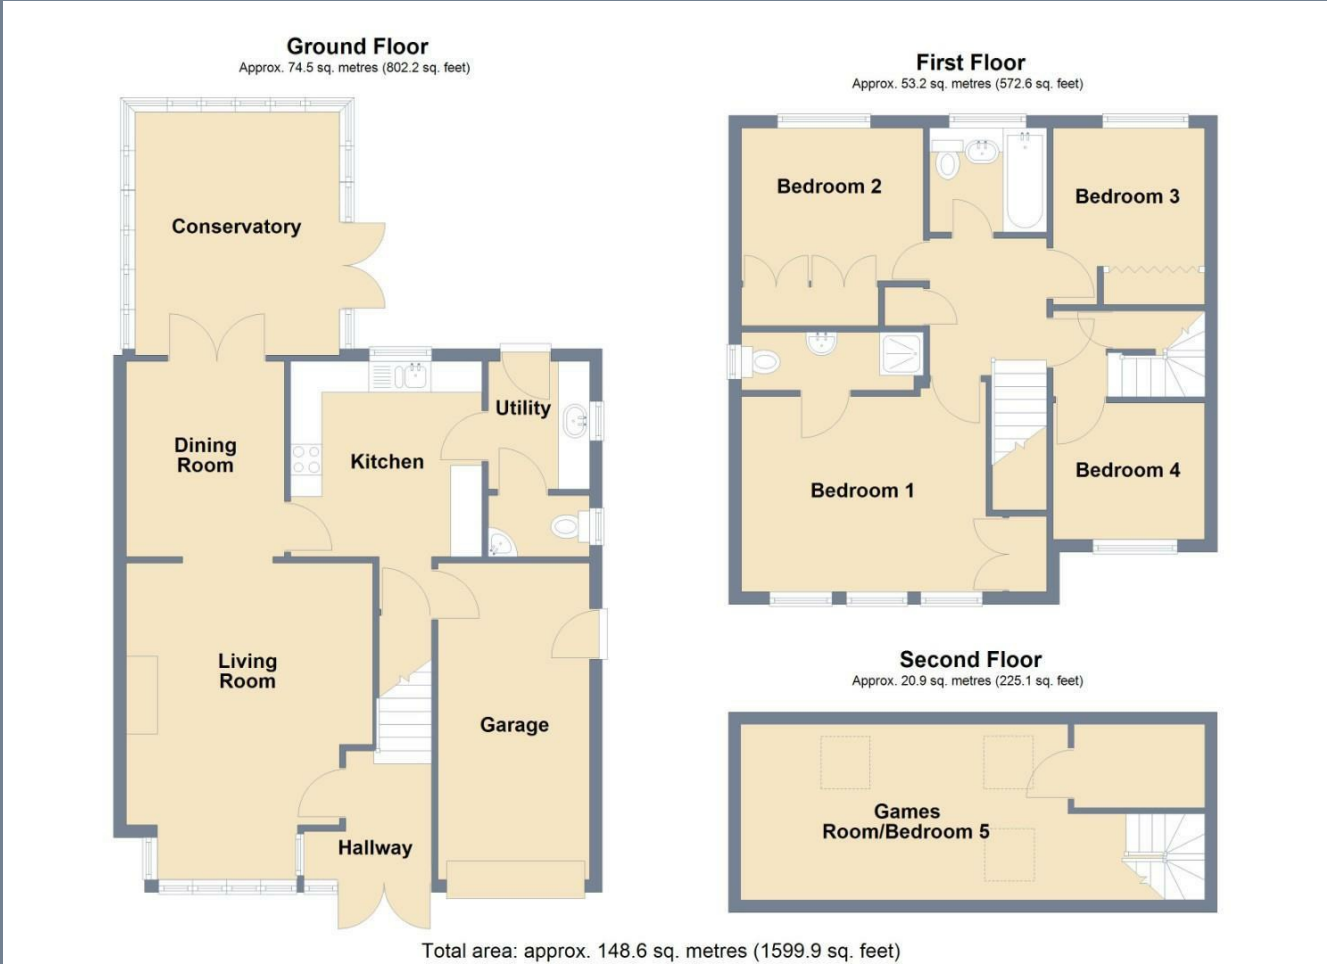 Ground Floor
Approx. 74.5 sq. metres (802.2 sq. feet)
Conservatory
Dining
Room
Kitchen
Utility
Living
Room
Garage
Hallway
First Floor
Approx. 53.2 sq. metres (572.6 sq. feet)
Bedroom 2
Bedroom 3
Bedroom 1
Bedroom 4
Second Floor
Approx. 20.9 sq. metres (225.1 sq. feet)
Games
Room/Bedroom 5
Total area: approx. 148.6 sq. metres (1599.9 sq. feet)